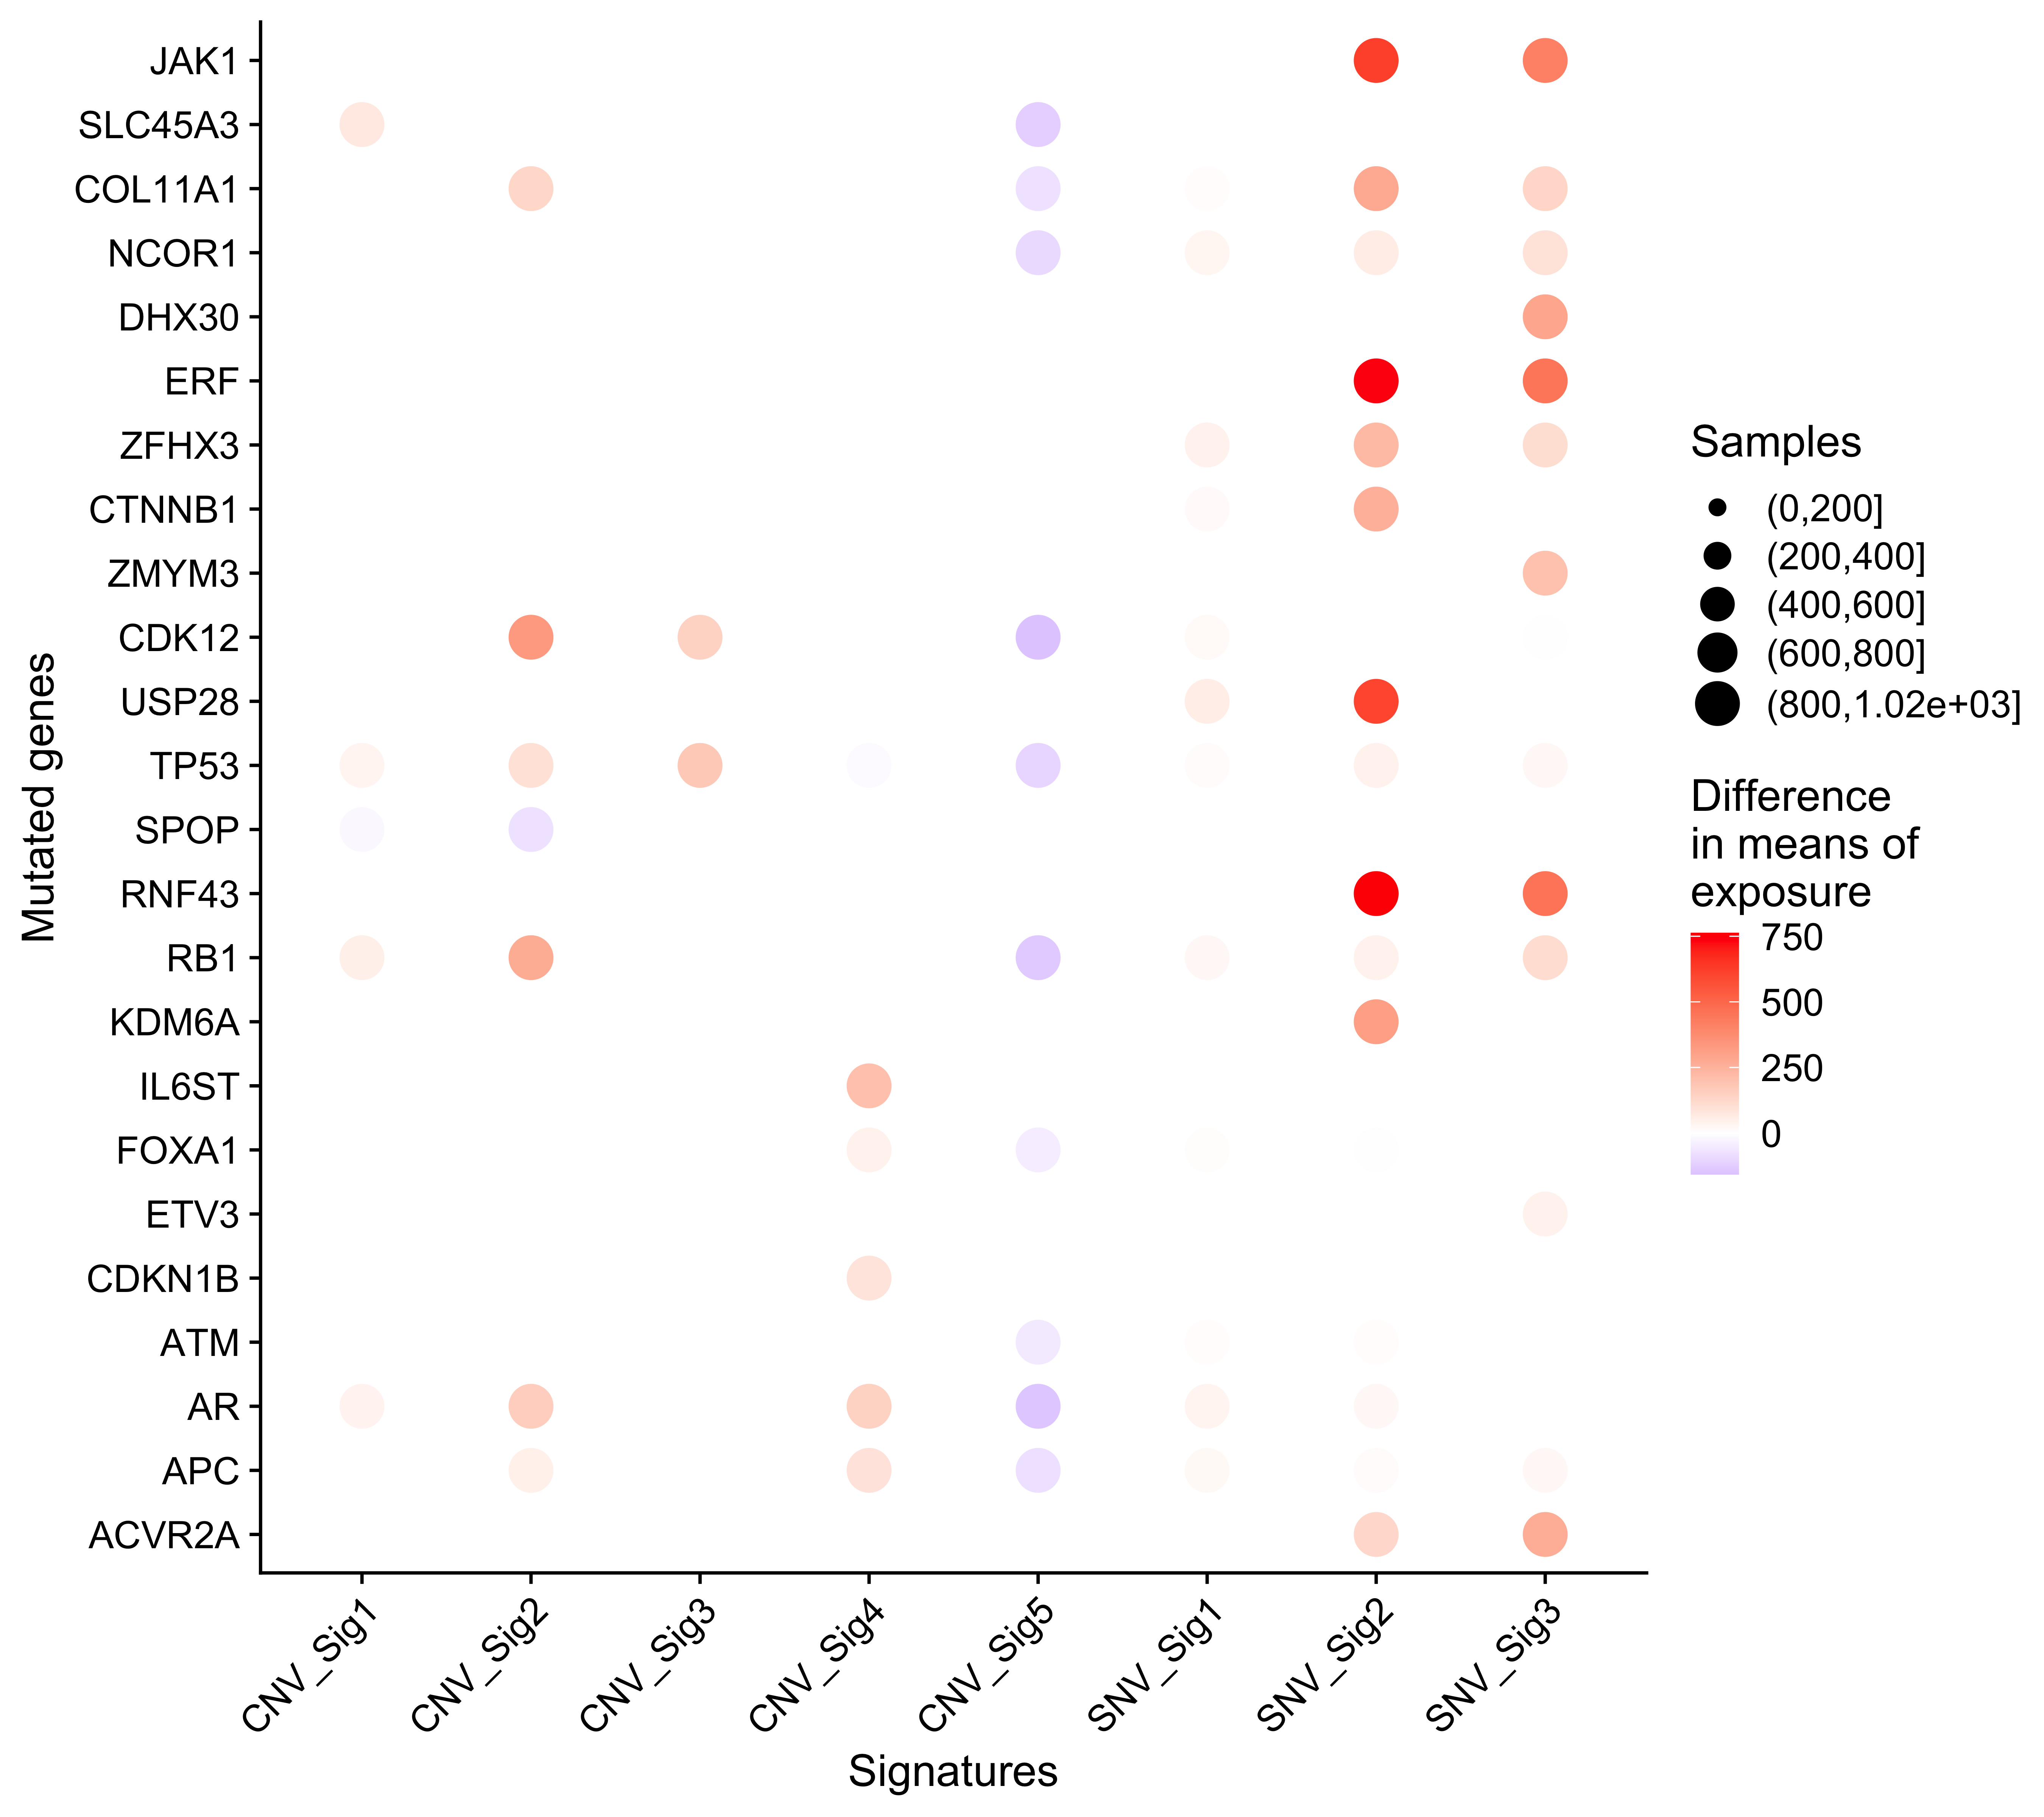 JAK1
SLC45A3
COL11A1
NCOR1
DHX30
ERF
ZFHX3
CTNNB1
ZMYM3
CDK12
USP28
TP53
SPOP
RNF43
RB1
KDM6A
IL6ST
FOXA1
ETV3
CDKN1B
ATM
AR
APC
ACVR2A
Mutated genes
CNV_Sig1
CNV_Sig2
CNV_Sig3
CNV_Sig4
CNV_Sig5
SNV_Sig1
SNV_Sig2
SNV_Sig3
Signatures
Samples
(0,200]
(200,400]
(400,600]
(600,800]
(800,1.02e+03]
Difference
in means of
exposure
750
500
250
0